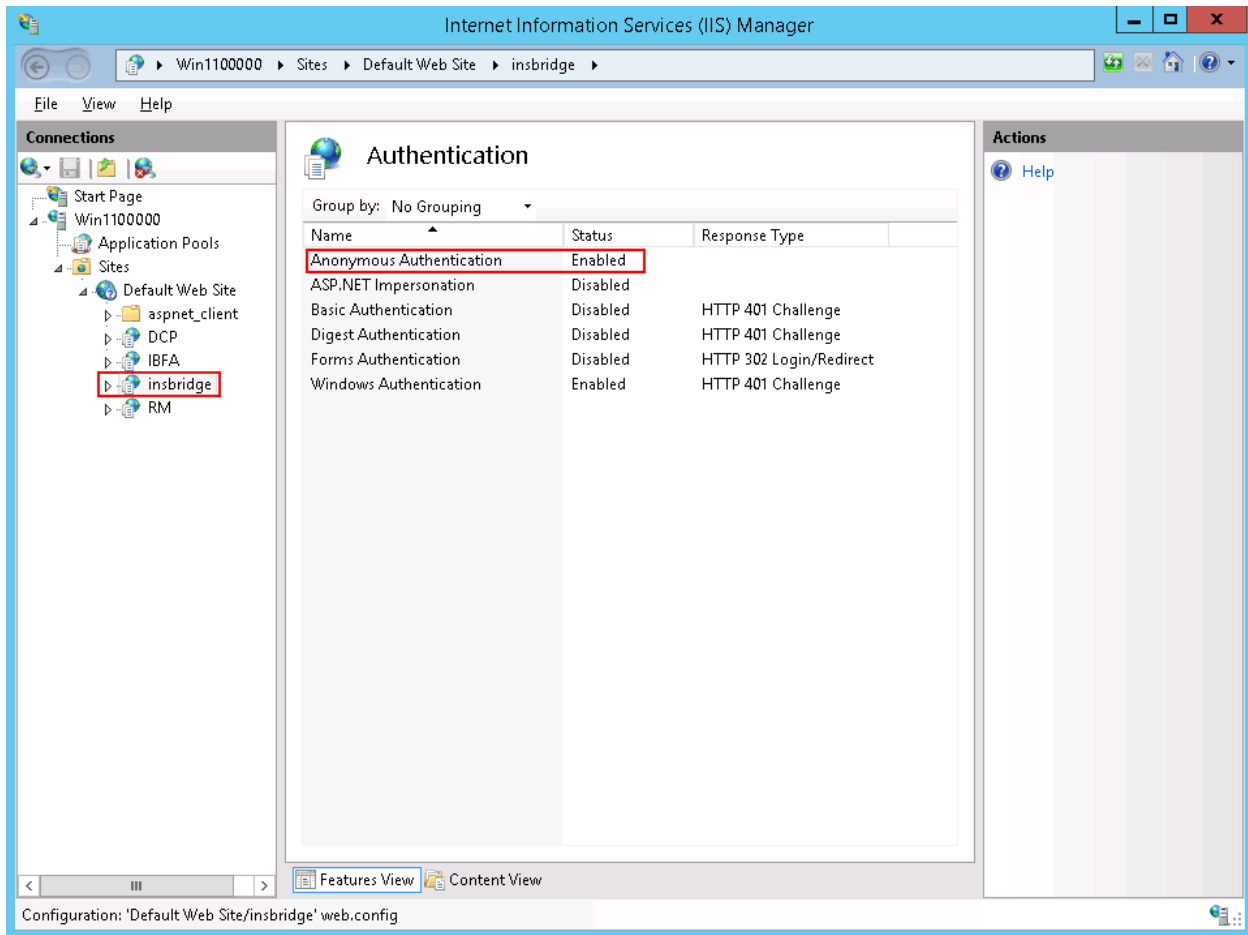 Internet Information Services (IIS) Manager
Win1100000 Sites Default Web Site insbridge
File View Help
Connections
Start Page
Win1100000
Application Pools
Sites
Default Web Site
aspnet_client
DCP
IBFA
insbridge
RM
Authentication
Group by: No Grouping
Name Status Response Type
Anonymous Authentication Enabled
ASP.NET Impersonation Disabled
Basic Authentication Disabled HTTP 401 Challenge
Digest Authentication Disabled HTTP 401 Challenge
Forms Authentication Disabled HTTP 302 Login/Redirect
Windows Authentication Enabled HTTP 401 Challenge
Actions
Help
Features View Content View
Configuration: 'Default Web Site/insbridge' web.config